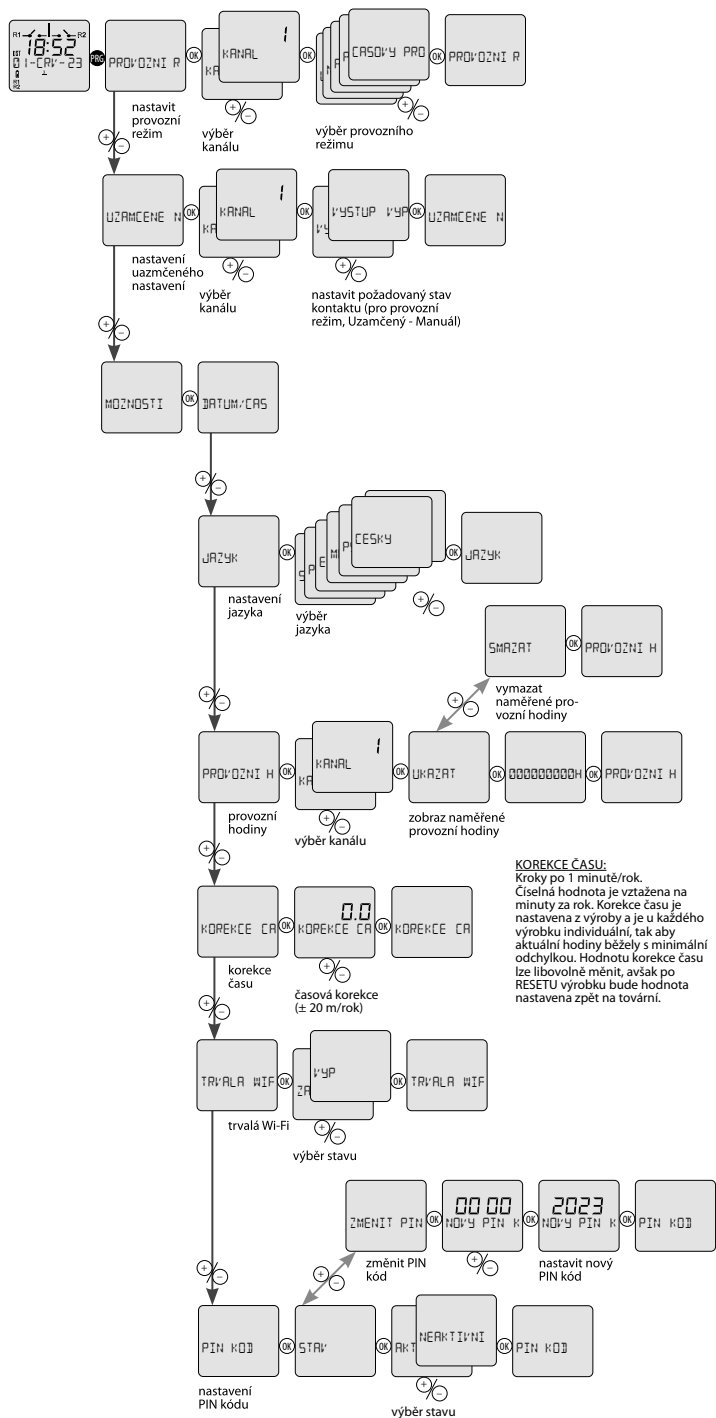 R1 R2
18:52
DST
01-CRV-23
PRG
PROVOZNI R
OK
KANAL
1
KA
OK
CASOVY PRO
OK
PROVOZNI R
nastavit
provozní
režim
+ −
výběr
kanálu
+ −
výběr provozního
režimu
+ −
UZAMCENE N
OK
KANAL
1
KA
OK
VYSTUP VYP
VY
OK
UZAMCENE N
nastavení
uazmčeného
nastavení
+ −
výběr
kanálu
+ −
nastavit požadovaný stav
kontaktu (pro provozní
režim, Uzamčený - Manuál)
+ −
MOZNOSTI
OK
DATUM/CAS
+ −
JAZYK
OK
CESKY
OK
JAZYK
nastavení
jazyka
výběr
jazyka
+ −
SMAZAT
OK
PROVOZNI H
vymazat
naměřené pro-
vozní hodiny
+ −
+ −
PROVOZNI H
OK
KANAL
1
KA
OK
UKAZAT
OK
000000000H
OK
PROVOZNI H
provozní
hodiny
+ −
výběr kanálu
zobraz naměřené
provozní hodiny
+ −
KOREKCE ČASU:
Kroky po 1 minutě/rok.
Číselná hodnota je vztažena na
minuty za rok. Korekce času je
nastavena z výroby a je u každého
výrobku individuální, tak aby
aktuální hodiny běžely s minimální
odchylkou. Hodnotu korekce času
lze libovolně měnit, avšak po
RESETU výrobku bude hodnota
nastavena zpět na tovární.
KOREKCE CA
OK
0.0
KOREKCE CA
OK
KOREKCE CA
korekce
času
+ −
časová korekce
(± 20 m/rok)
+ −
TRVALA WIF
OK
VYP
ZA
OK
TRVALA WIF
trvalá Wi-Fi
+ −
výběr stavu
ZMENIT PIN
OK
00 00
NOVY PIN K
OK
2023
NOVY PIN K
OK
PIN KOD
změnit PIN
kód
+ −
nastavit nový
PIN kód
+ −
+ −
PIN KOD
OK
STAV
OK
NEAKTIVNI
AKT
OK
PIN KOD
nastavení
PIN kódu
+ −
výběr stavu